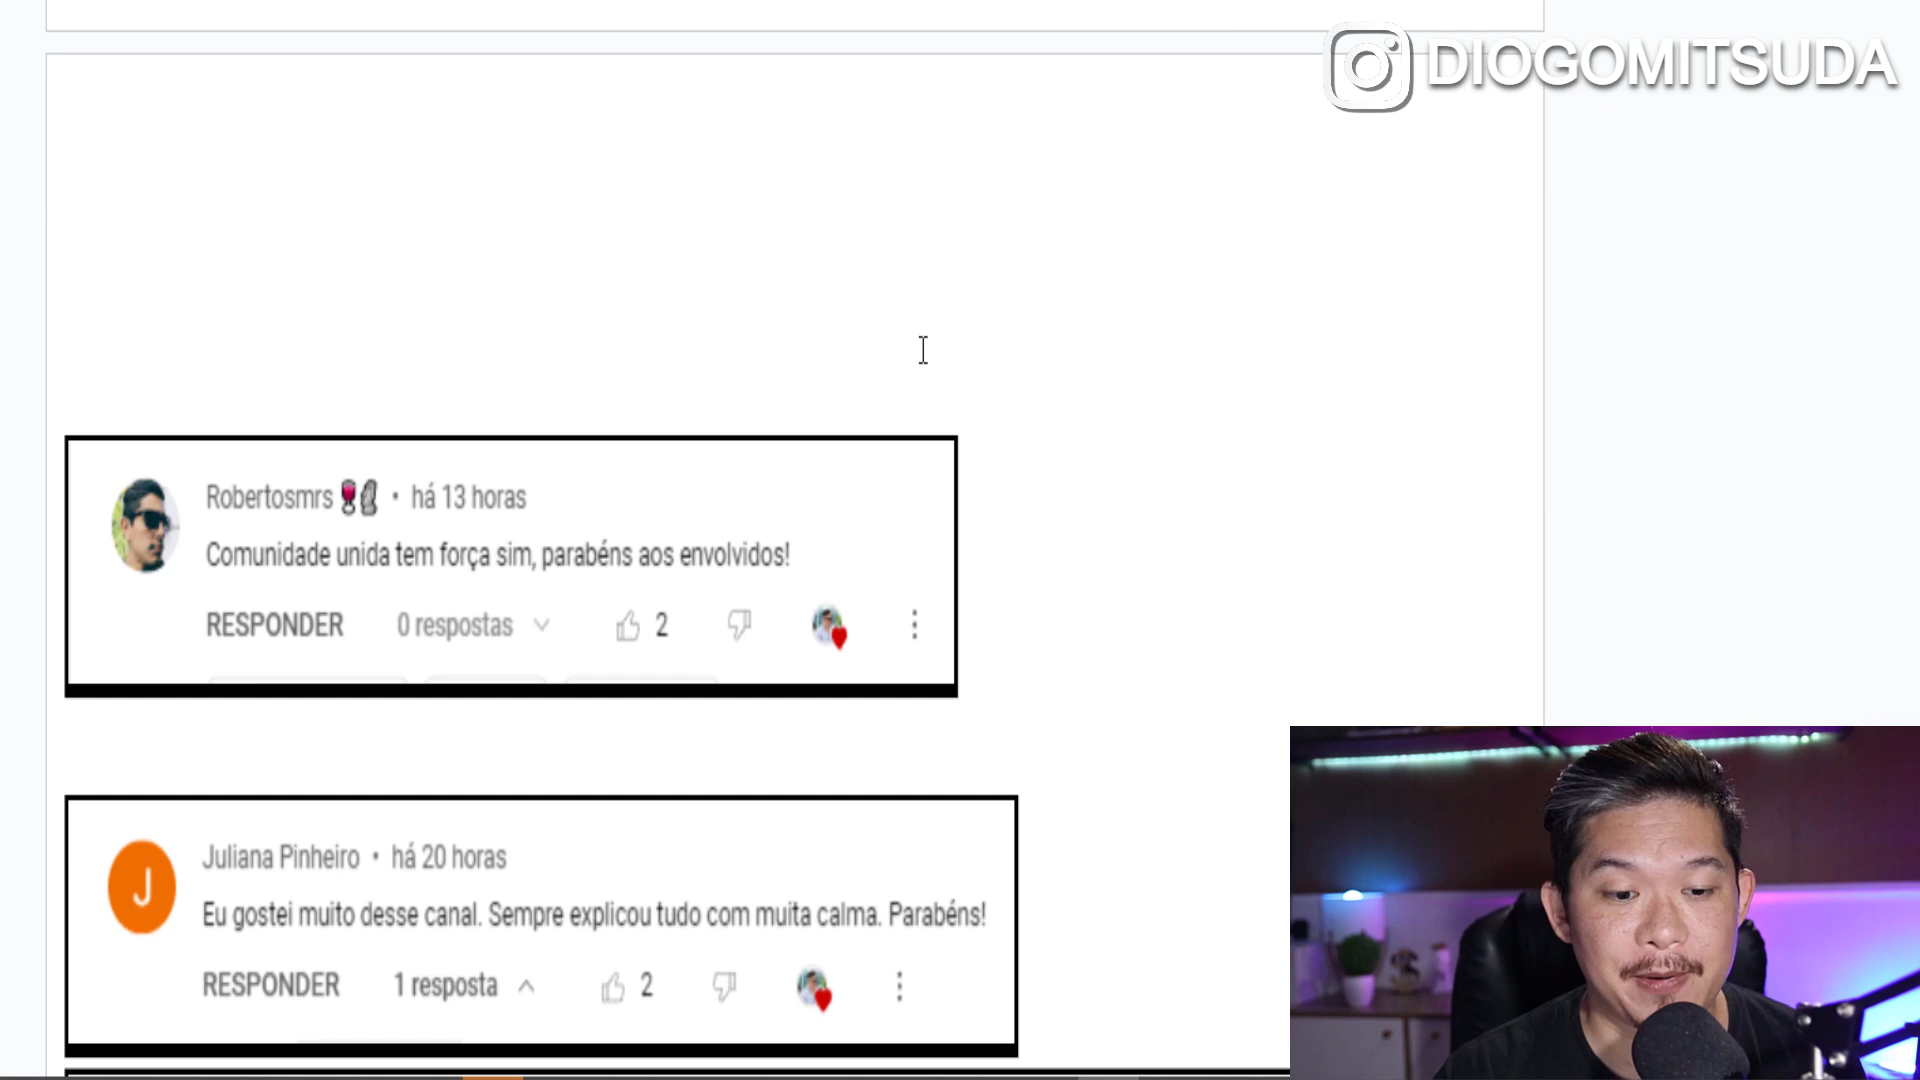 DIOGOMITSUDA
Robertosmrs 🍷🗿 • há 13 horas
Comunidade unida tem força sim, parabéns aos envolvidos!
RESPONDER 0 respostas 2
J
Juliana Pinheiro • há 20 horas
Eu gostei muito desse canal. Sempre explicou tudo com muita calma. Parabéns!
RESPONDER 1 resposta 2